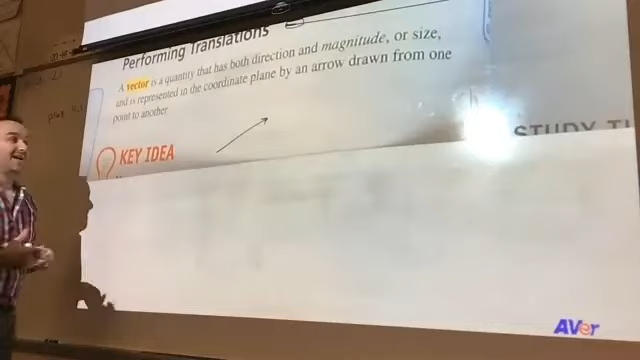 Performing Translations
A vector is a quantity that has both direction and magnitude, or size,
and is represented in the coordinate plane by an arrow drawn from one
point to another
KEY IDEA
STUDY TI
AVer